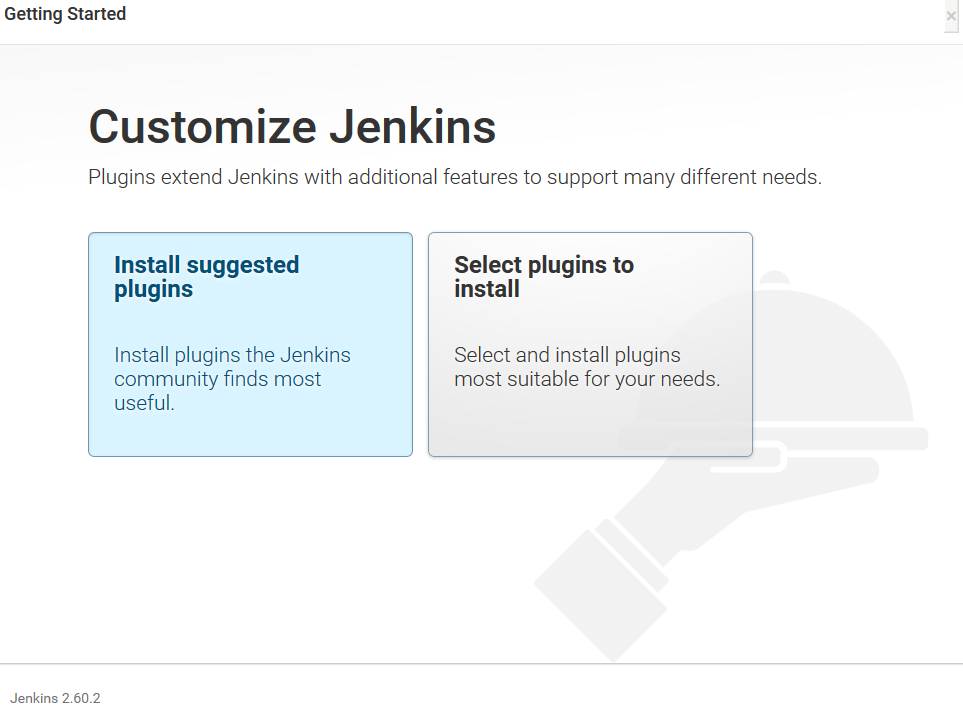 Getting Started
×
Customize Jenkins
Plugins extend Jenkins with additional features to support many different needs.
Install suggested
plugins
Install plugins the Jenkins
community finds most
useful.
Select plugins to
install
Select and install plugins
most suitable for your needs.
Jenkins 2.60.2